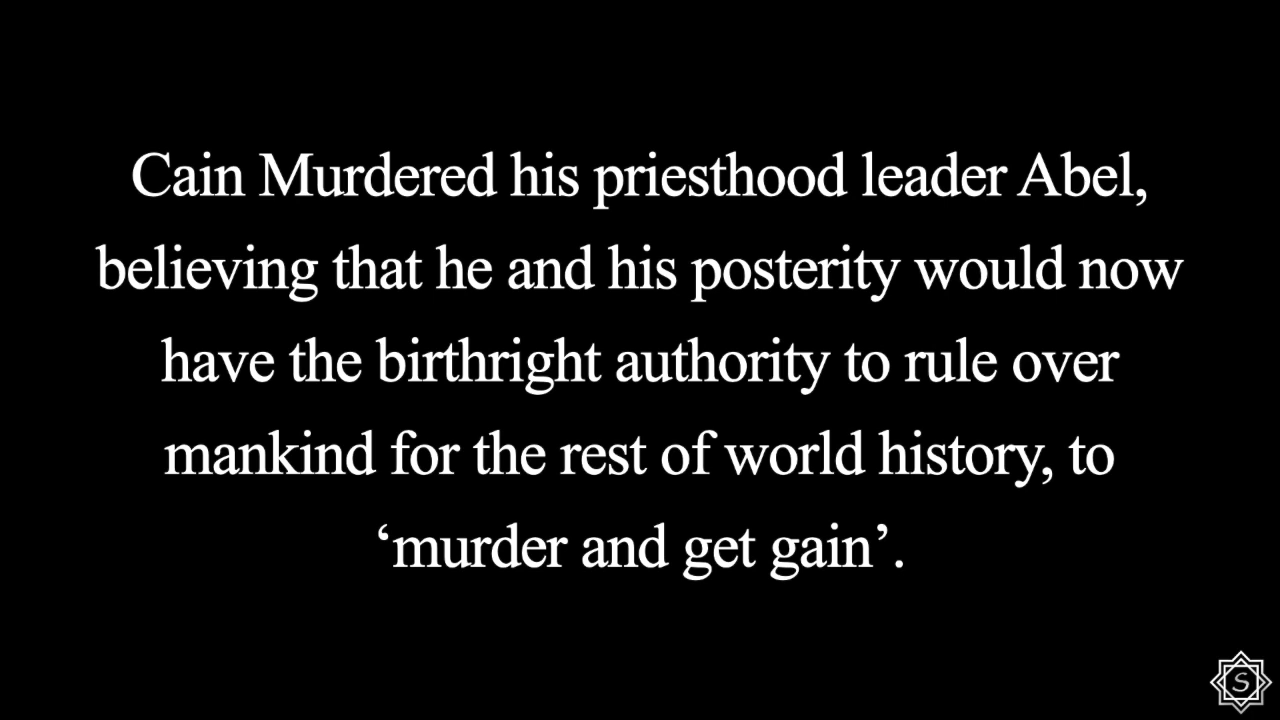 Cain Murdered his priesthood leader Abel,
believing that he and his posterity would now
have the birthright authority to rule over
mankind for the rest of world history, to
‘murder and get gain’.
S